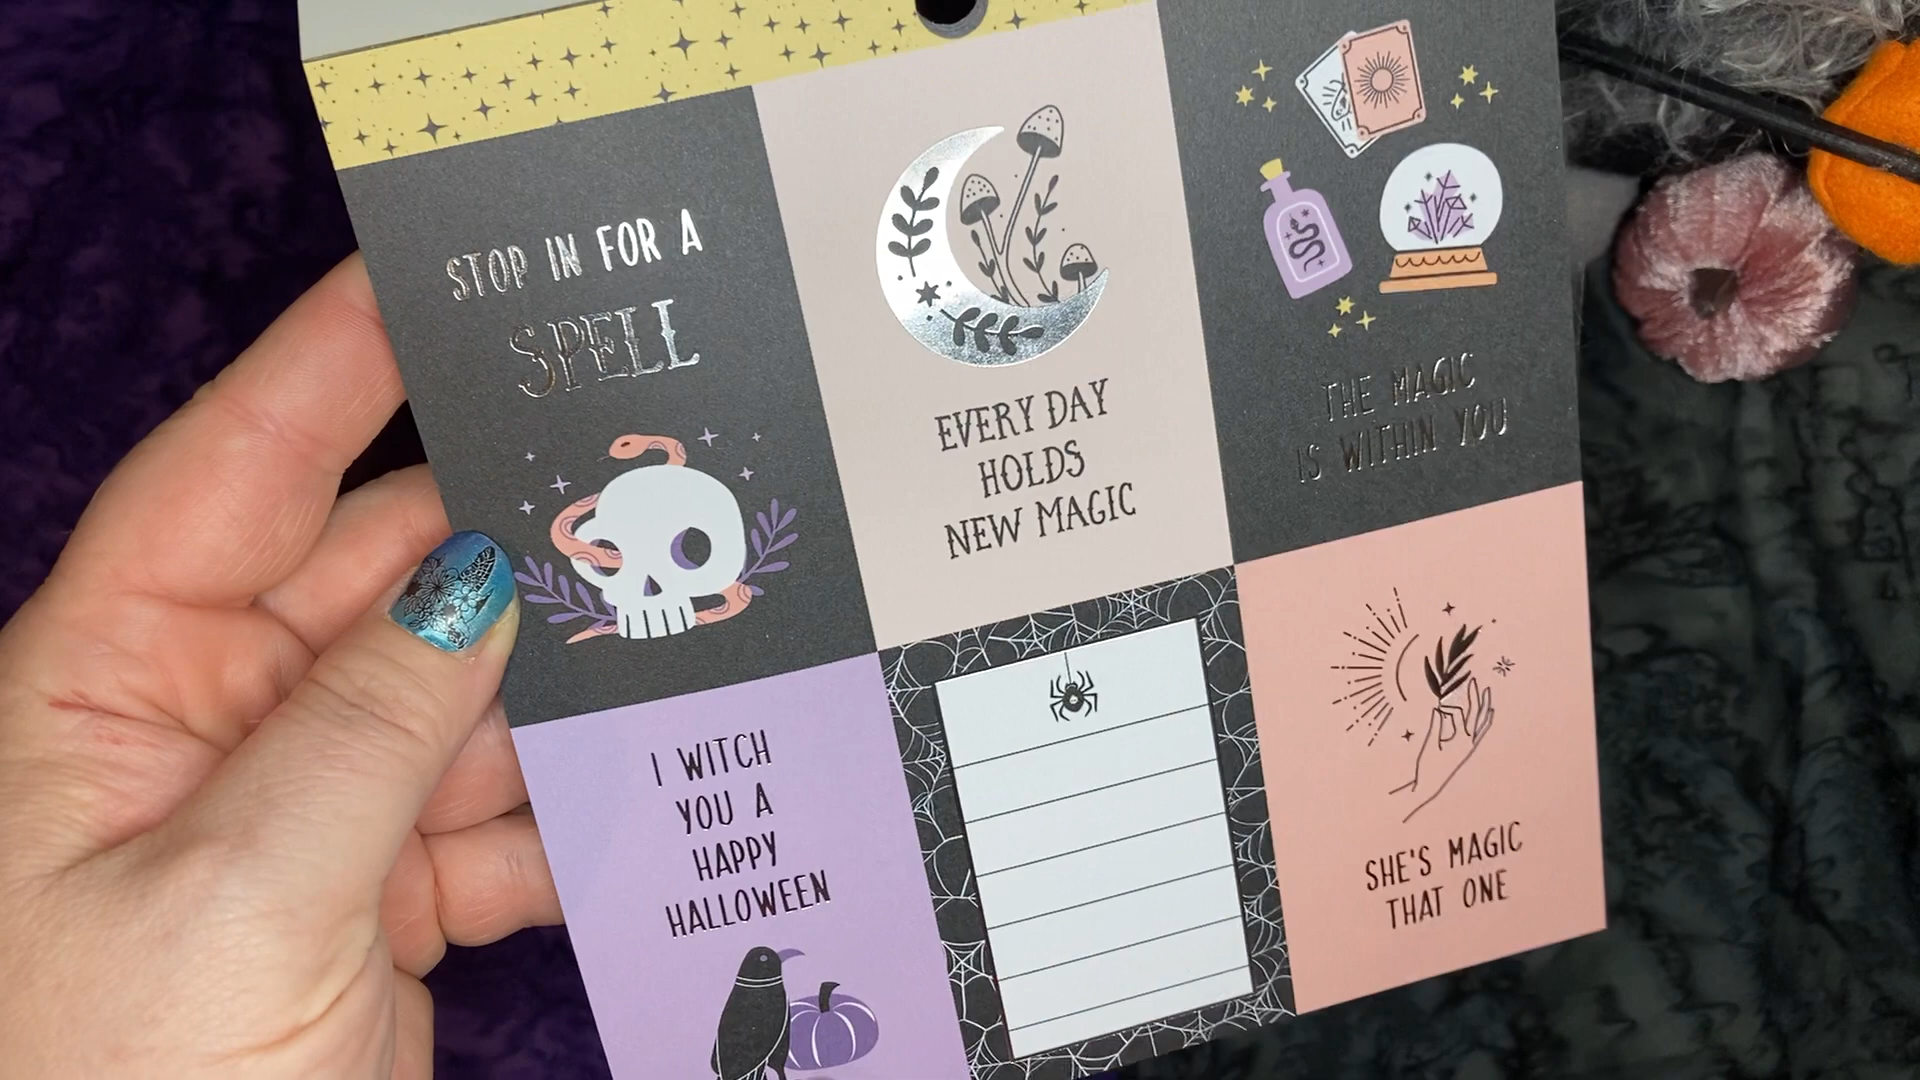 STOP IN FOR A
SPELL
EVERY DAY
HOLDS
NEW MAGIC
THE MAGIC
IS WITHIN YOU
I WITCH
YOU A
HAPPY
HALLOWEEN
SHE'S MAGIC
THAT ONE